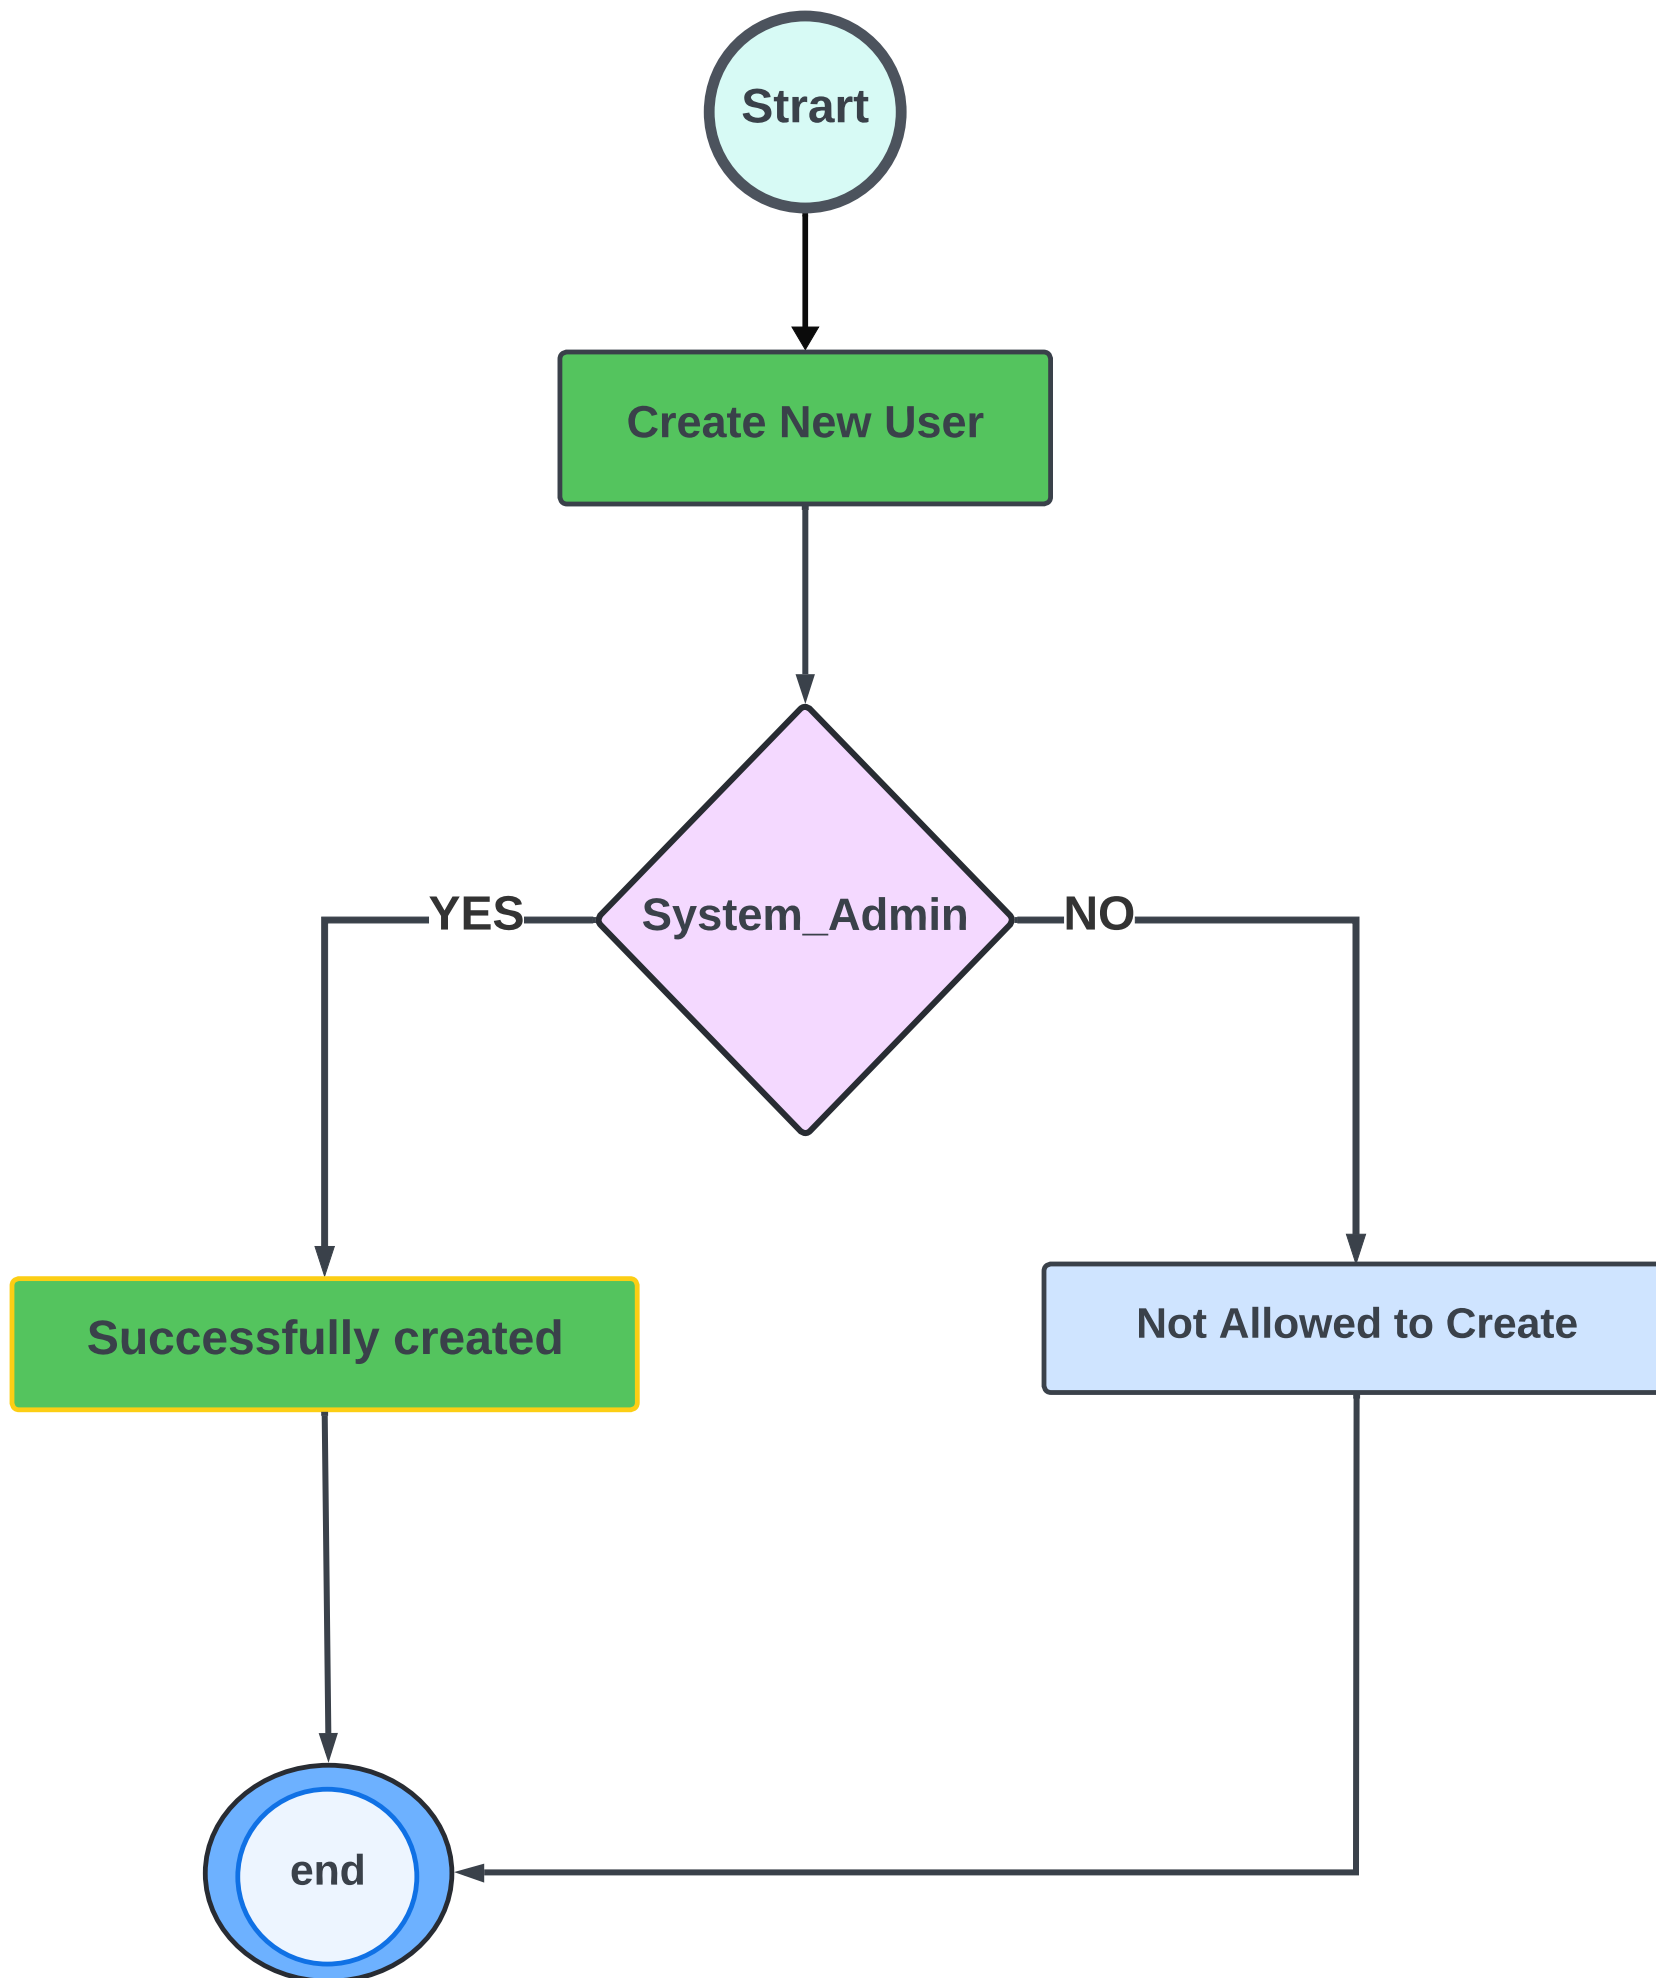 Strart
Create New User
System_Admin
YES
NO
Successfully created
Not Allowed to Create
end